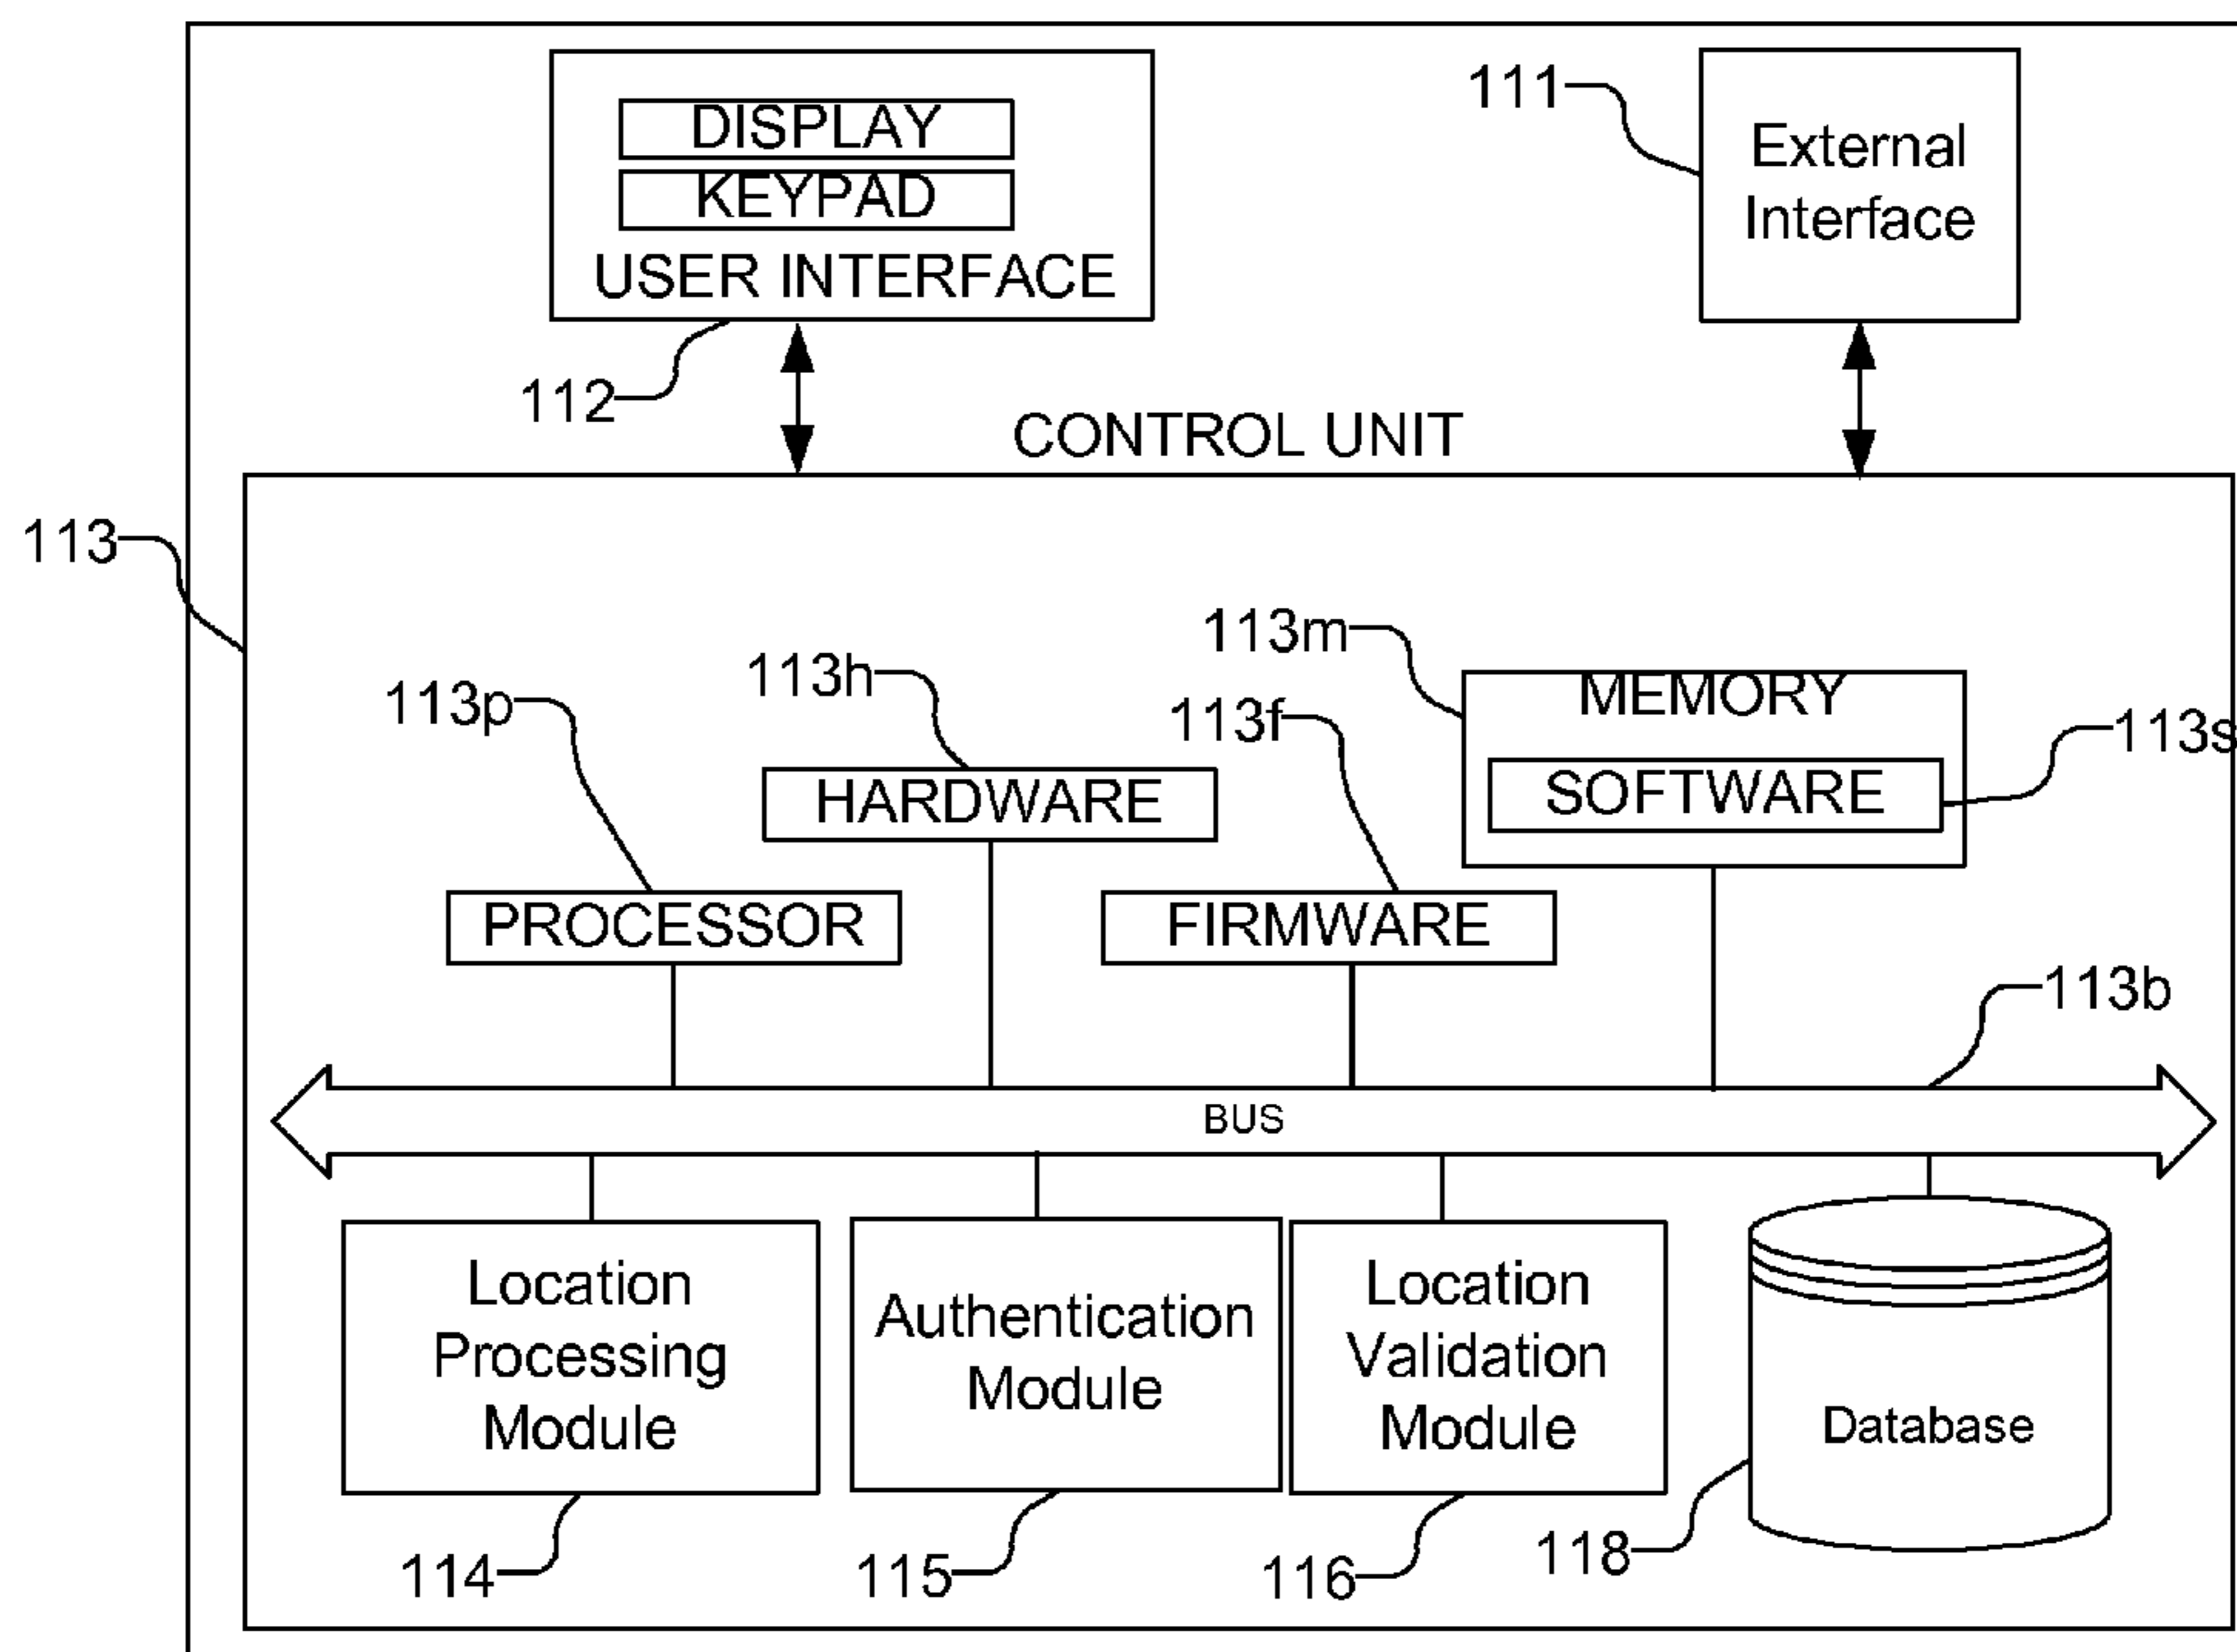 DISPLAY
KEYPAD
USER INTERFACE
112
111
External
Interface
CONTROL UNIT
113
113p
113h
113f
113m
MEMORY
SOFTWARE
113s
HARDWARE
PROCESSOR
FIRMWARE
113b
BUS
Location
Processing
Module
114
Authentication
Module
115
Location
Validation
Module
116
Database
118